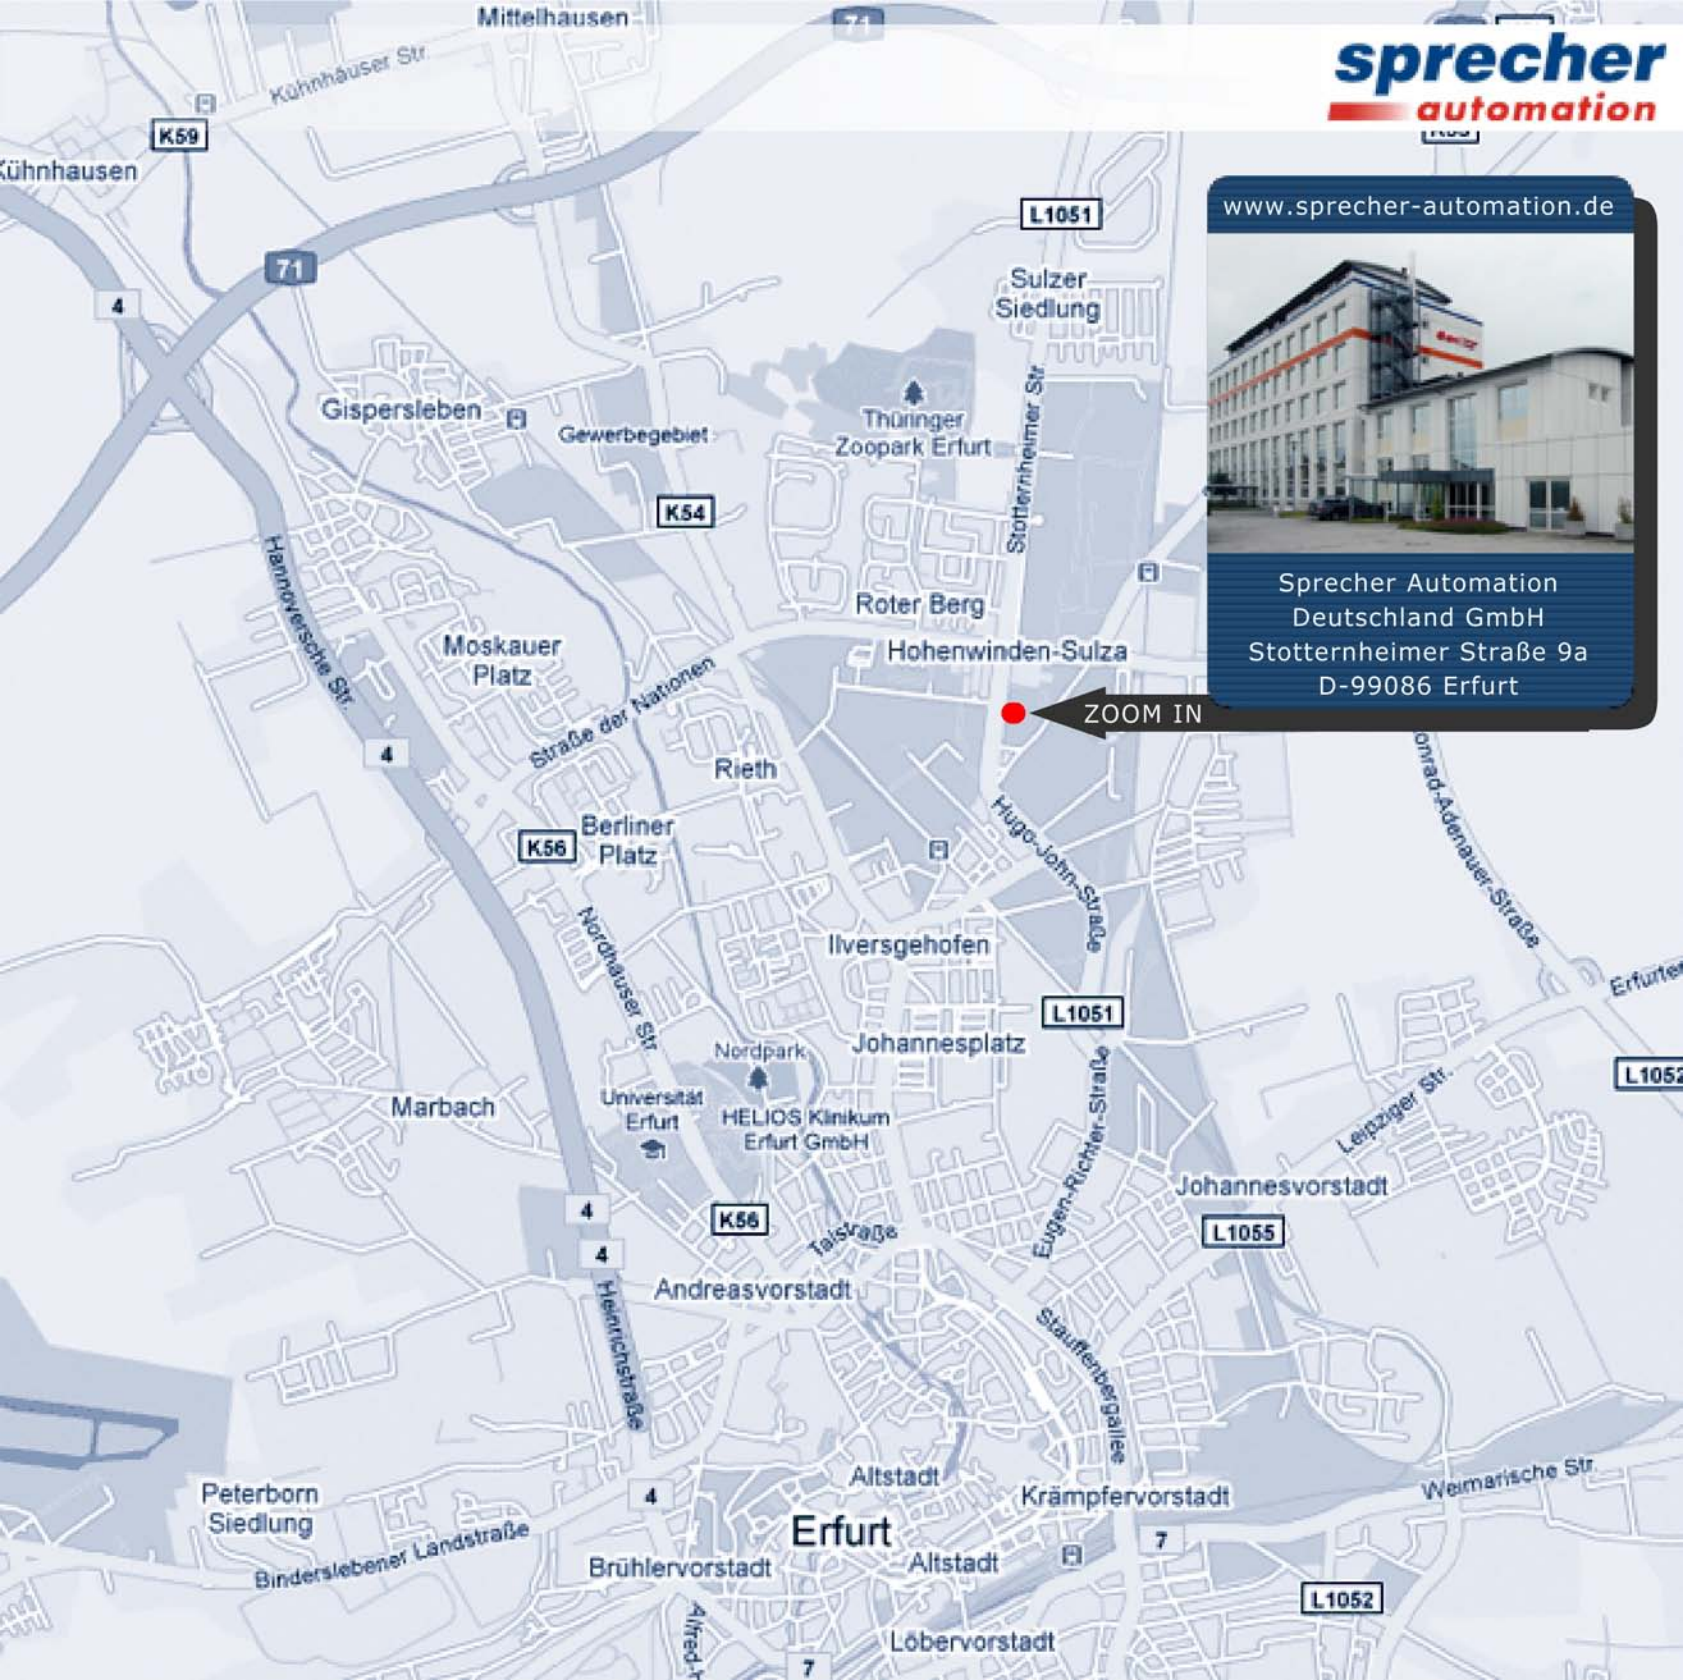 Mittelhausen
71
Kühnhäuser Str
sprecher
automation
K59
Kühnhausen
www.sprecher-automation.de
L1051
71
4
Sulzer
Siedlung
Gispersleben
Gewerbegebiet
Thüringer
Zoopark Erfurt
Stotternheimer Str.
K54
Hannoversche Str.
Roter Berg
Sprecher Automation
Deutschland GmbH
Stotternheimer Straße 9a
D-99086 Erfurt
Moskauer
Platz
Hohenwinden-Sulza
ZOOM IN
Straße der Nationen
4
Rieth
onrad-Adenauer-Straße
Berliner
Platz
K56
Hugo-John-Straße
Nordhäuser Str
Ilversgehofen
Erfurter
L1051
Johannesplatz
Nordpark
L1052
Universität
Erfurt
Marbach
HELIOS Klinikum
Erfurt GmbH
Leipziger Str.
Eugen-Richter-Straße
Johannesvorstadt
4
K56
Talstraße
L1055
4
Andreasvorstadt
Heinrichstraße
Stauffenbergallee
Altstadt
Weimarische Str.
Peterborn
Siedlung
4
Krämpfervorstadt
Erfurt
7
Binderslebener Landstraße
Brühlervorstadt
Altstadt
L1052
Alfred-
Löbervorstadt
7